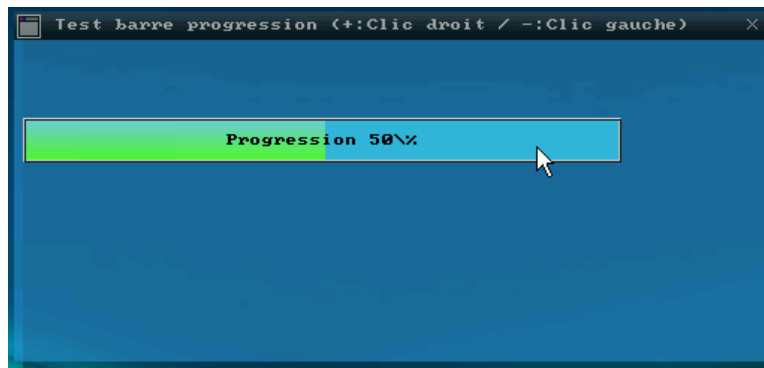 Test barre progression (+:Clic droit / -:Clic gauche)
Progression 50\%